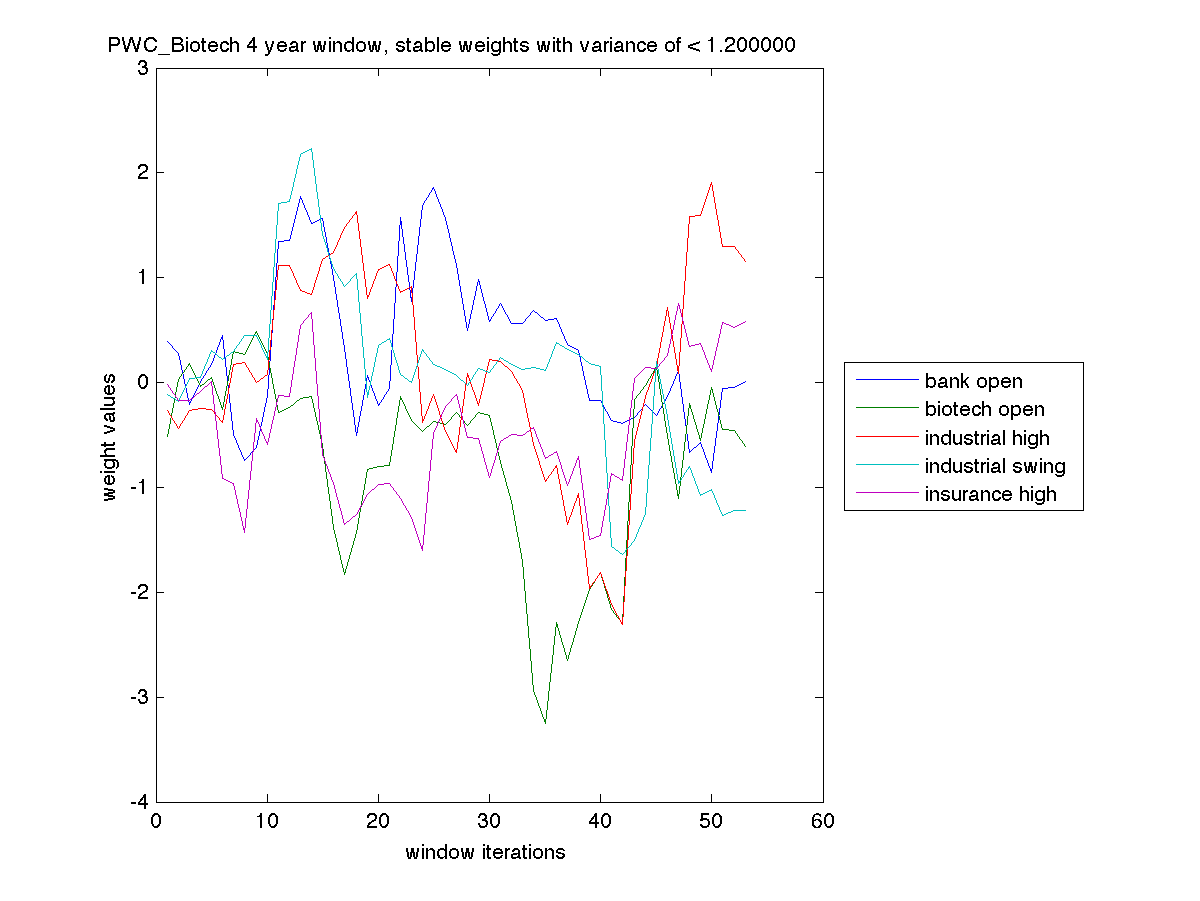 PWC_Biotech 4 year window, stable weights with variance of < 1.200000
3
2
1
0
-1
-2
-3
-4
weight values
0 10 20 30 40 50 60
window iterations
bank open
biotech open
industrial high
industrial swing
insurance high